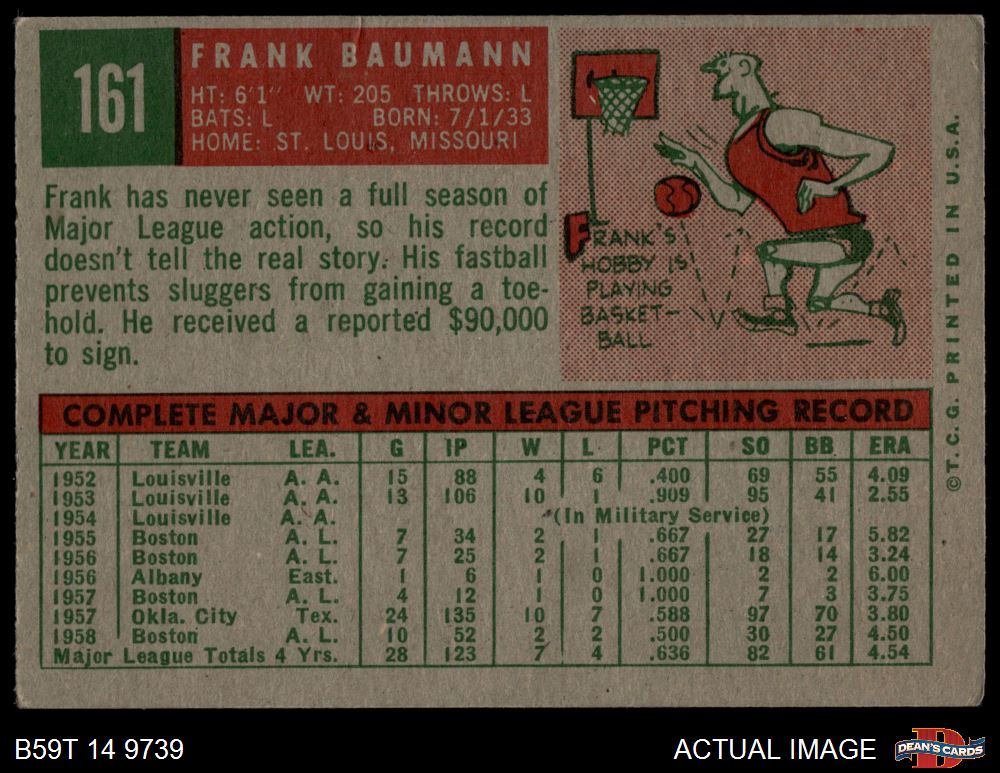 161
FRANK BAUMANN
HT: 6'1" WT: 205 THROWS: L
BATS: L BORN: 7/1/33
HOME: ST. LOUIS, MISSOURI
Frank has never seen a full season of
Major League action, so his record
doesn't tell the real story. His fastball
prevents sluggers from gaining a toe-
hold. He received a reported $90,000
to sign.
FRANK'S
HOBBY IS
PLAYING
BASKET-
BALL
©T.C.G. PRINTED IN U.S.A.
COMPLETE MAJOR & MINOR LEAGUE PITCHING RECORD
YEAR TEAM LEA. G IP W L PCT SO BB ERA
1952 Louisville A. A. 15 88 4 6 .400 69 55 4.09
1953 Louisville A. A. 13 106 10 1 .909 95 41 2.55
1954 Louisville A. A. (In Military Service)
1955 Boston A. L. 7 34 2 1 .667 27 17 5.82
1956 Boston A. L. 7 25 2 1 .667 18 14 3.24
1956 Albany East. 1 6 1 0 1.000 2 2 6.00
1957 Boston A. L. 4 12 1 0 1.000 7 3 3.75
1957 Okla. City Tex. 24 135 10 7 .588 97 70 3.80
1958 Boston A. L. 10 52 2 2 .500 30 27 4.50
Major League Totals 4 Yrs. 28 123 7 4 .636 82 61 4.54
B59T 14 9739
ACTUAL IMAGE
DEAN'S CARDS